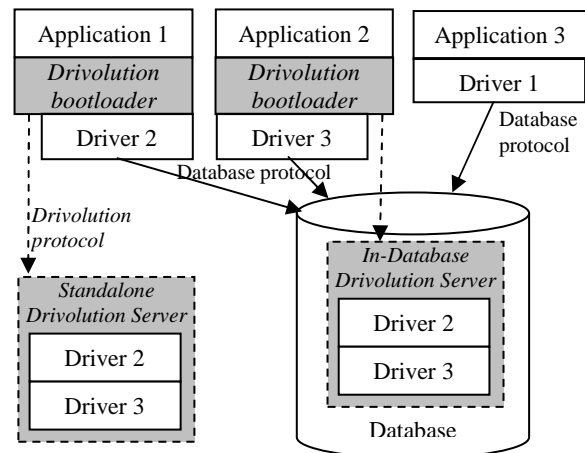 Application 1
Drivolution
bootloader
Driver 2
Application 2
Drivolution
bootloader
Driver 3
Application 3
Driver 1
Database
protocol
Database protocol
Drivolution
protocol
Standalone
Drivolution Server
Driver 2
Driver 3
In-Database
Drivolution Server
Driver 2
Driver 3
Database